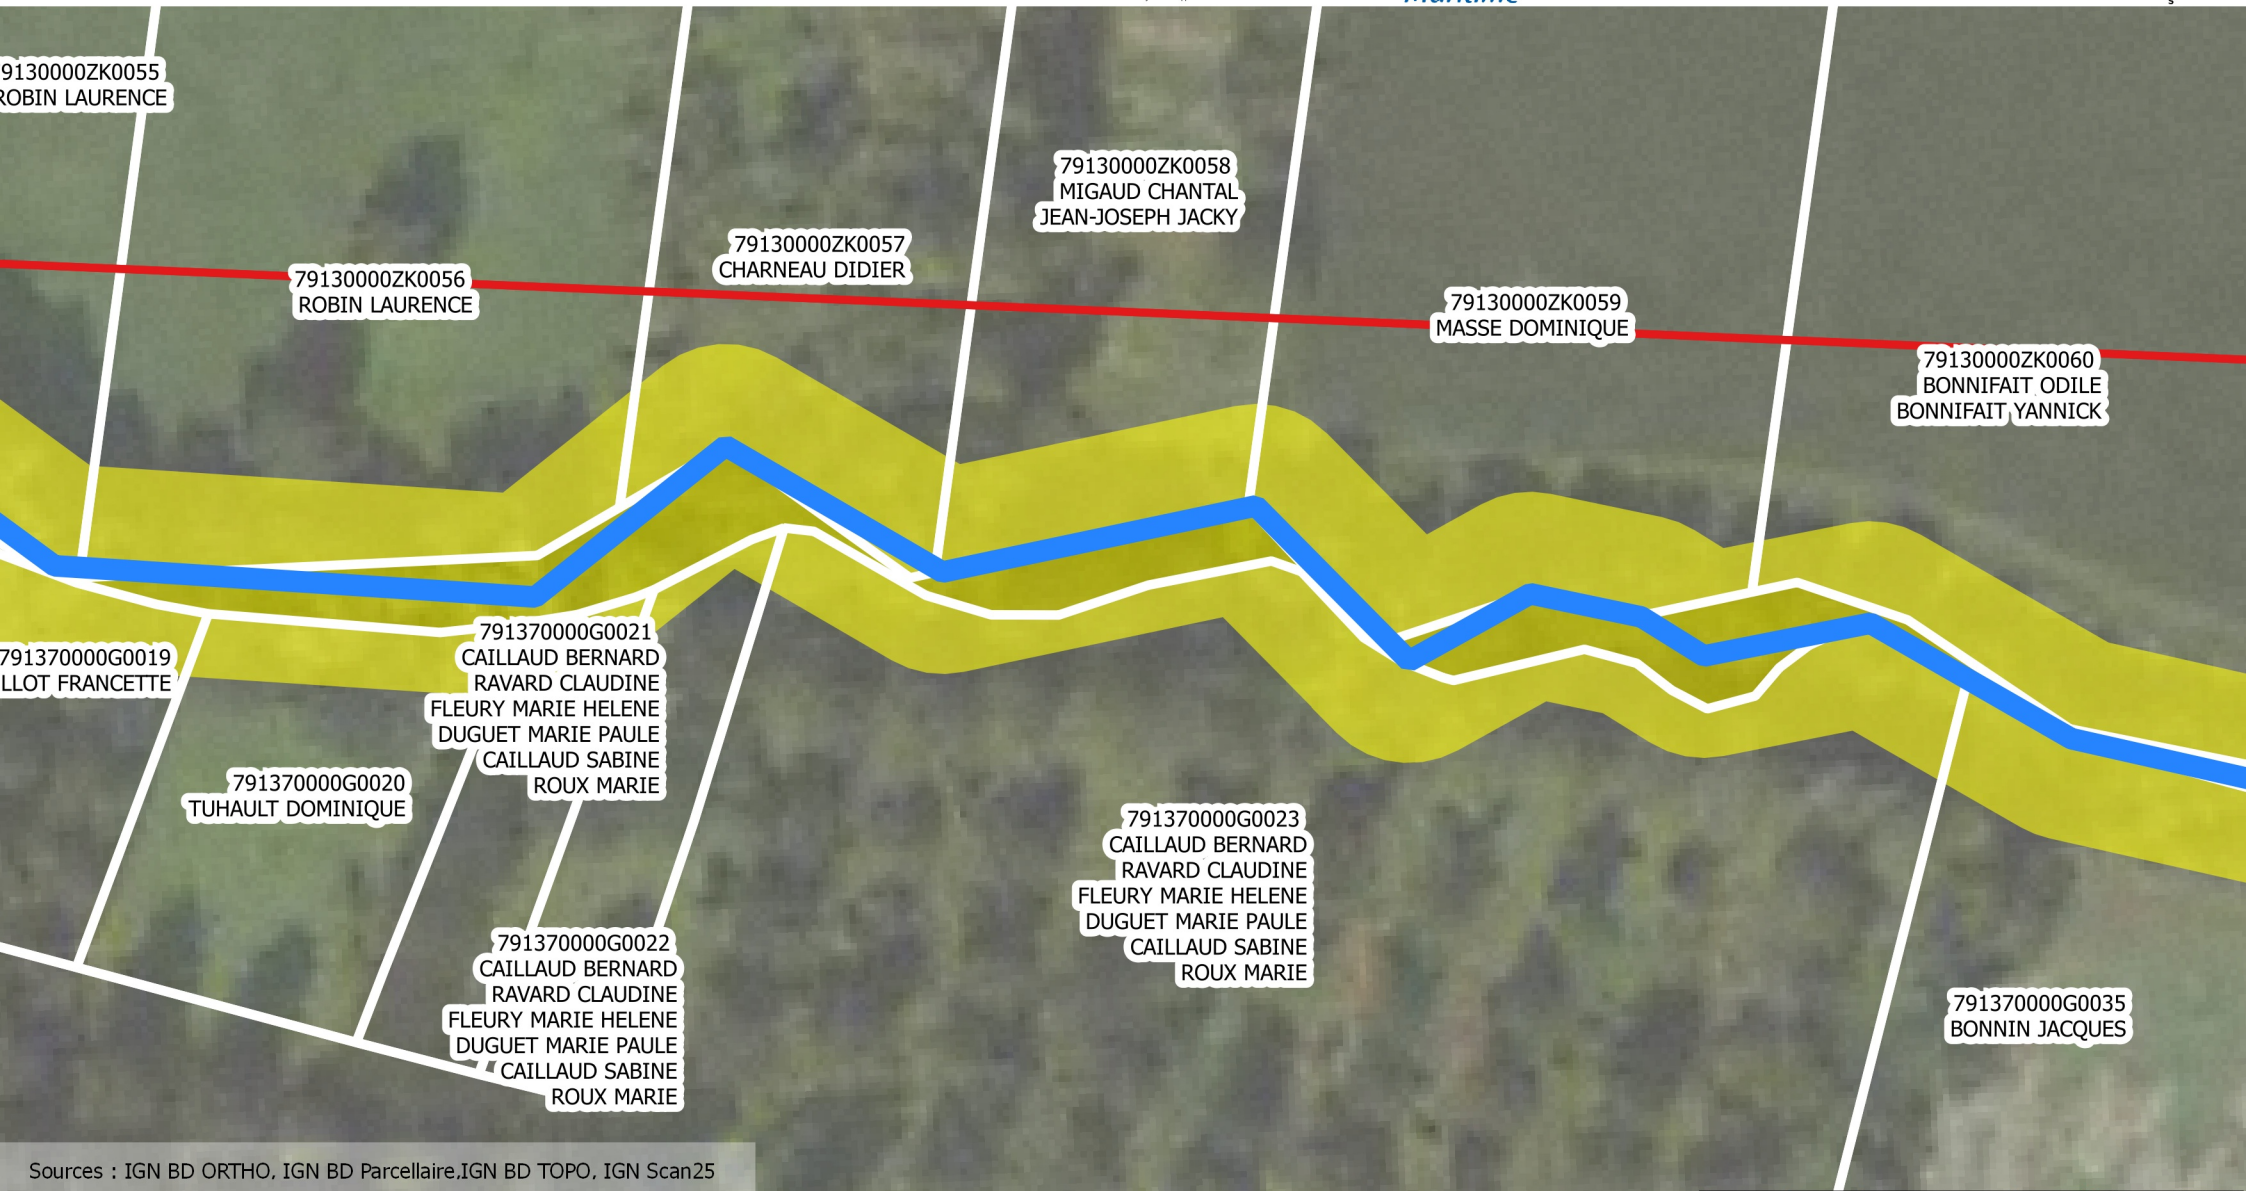 79130000ZK0055
ROBIN LAURENCE
79130000ZK0058
MIGAUD CHANTAL
JEAN-JOSEPH JACKY
79130000ZK0057
CHARNEAU DIDIER
79130000ZK0056
ROBIN LAURENCE
79130000ZK0059
MASSE DOMINIQUE
79130000ZK0060
BONNIFAIT ODILE
BONNIFAIT YANNICK
791370000G0019
LLOT FRANCETTE
791370000G0021
CAILLAUD BERNARD
RAVARD CLAUDINE
FLEURY MARIE HELENE
DUGUET MARIE PAULE
CAILLAUD SABINE
ROUX MARIE
791370000G0020
TUHAULT DOMINIQUE
791370000G0023
CAILLAUD BERNARD
RAVARD CLAUDINE
FLEURY MARIE HELENE
DUGUET MARIE PAULE
CAILLAUD SABINE
ROUX MARIE
791370000G0022
CAILLAUD BERNARD
RAVARD CLAUDINE
FLEURY MARIE HELENE
DUGUET MARIE PAULE
CAILLAUD SABINE
ROUX MARIE
791370000G0035
BONNIN JACQUES
Sources : IGN BD ORTHO, IGN BD Parcellaire,IGN BD TOPO, IGN Scan25